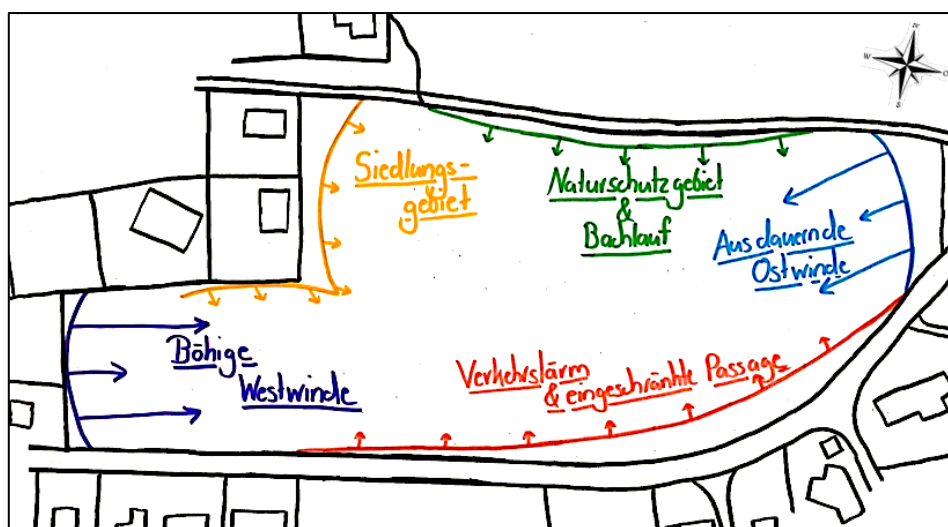 N
W
O
S
Siedlungs-
gebiet
Naturschutzgebiet
&
Bachlauf
Ausdauernde
Ostwinde
Böhige
Westwinde
Verkehrslärm
& eingeschränkte Passage